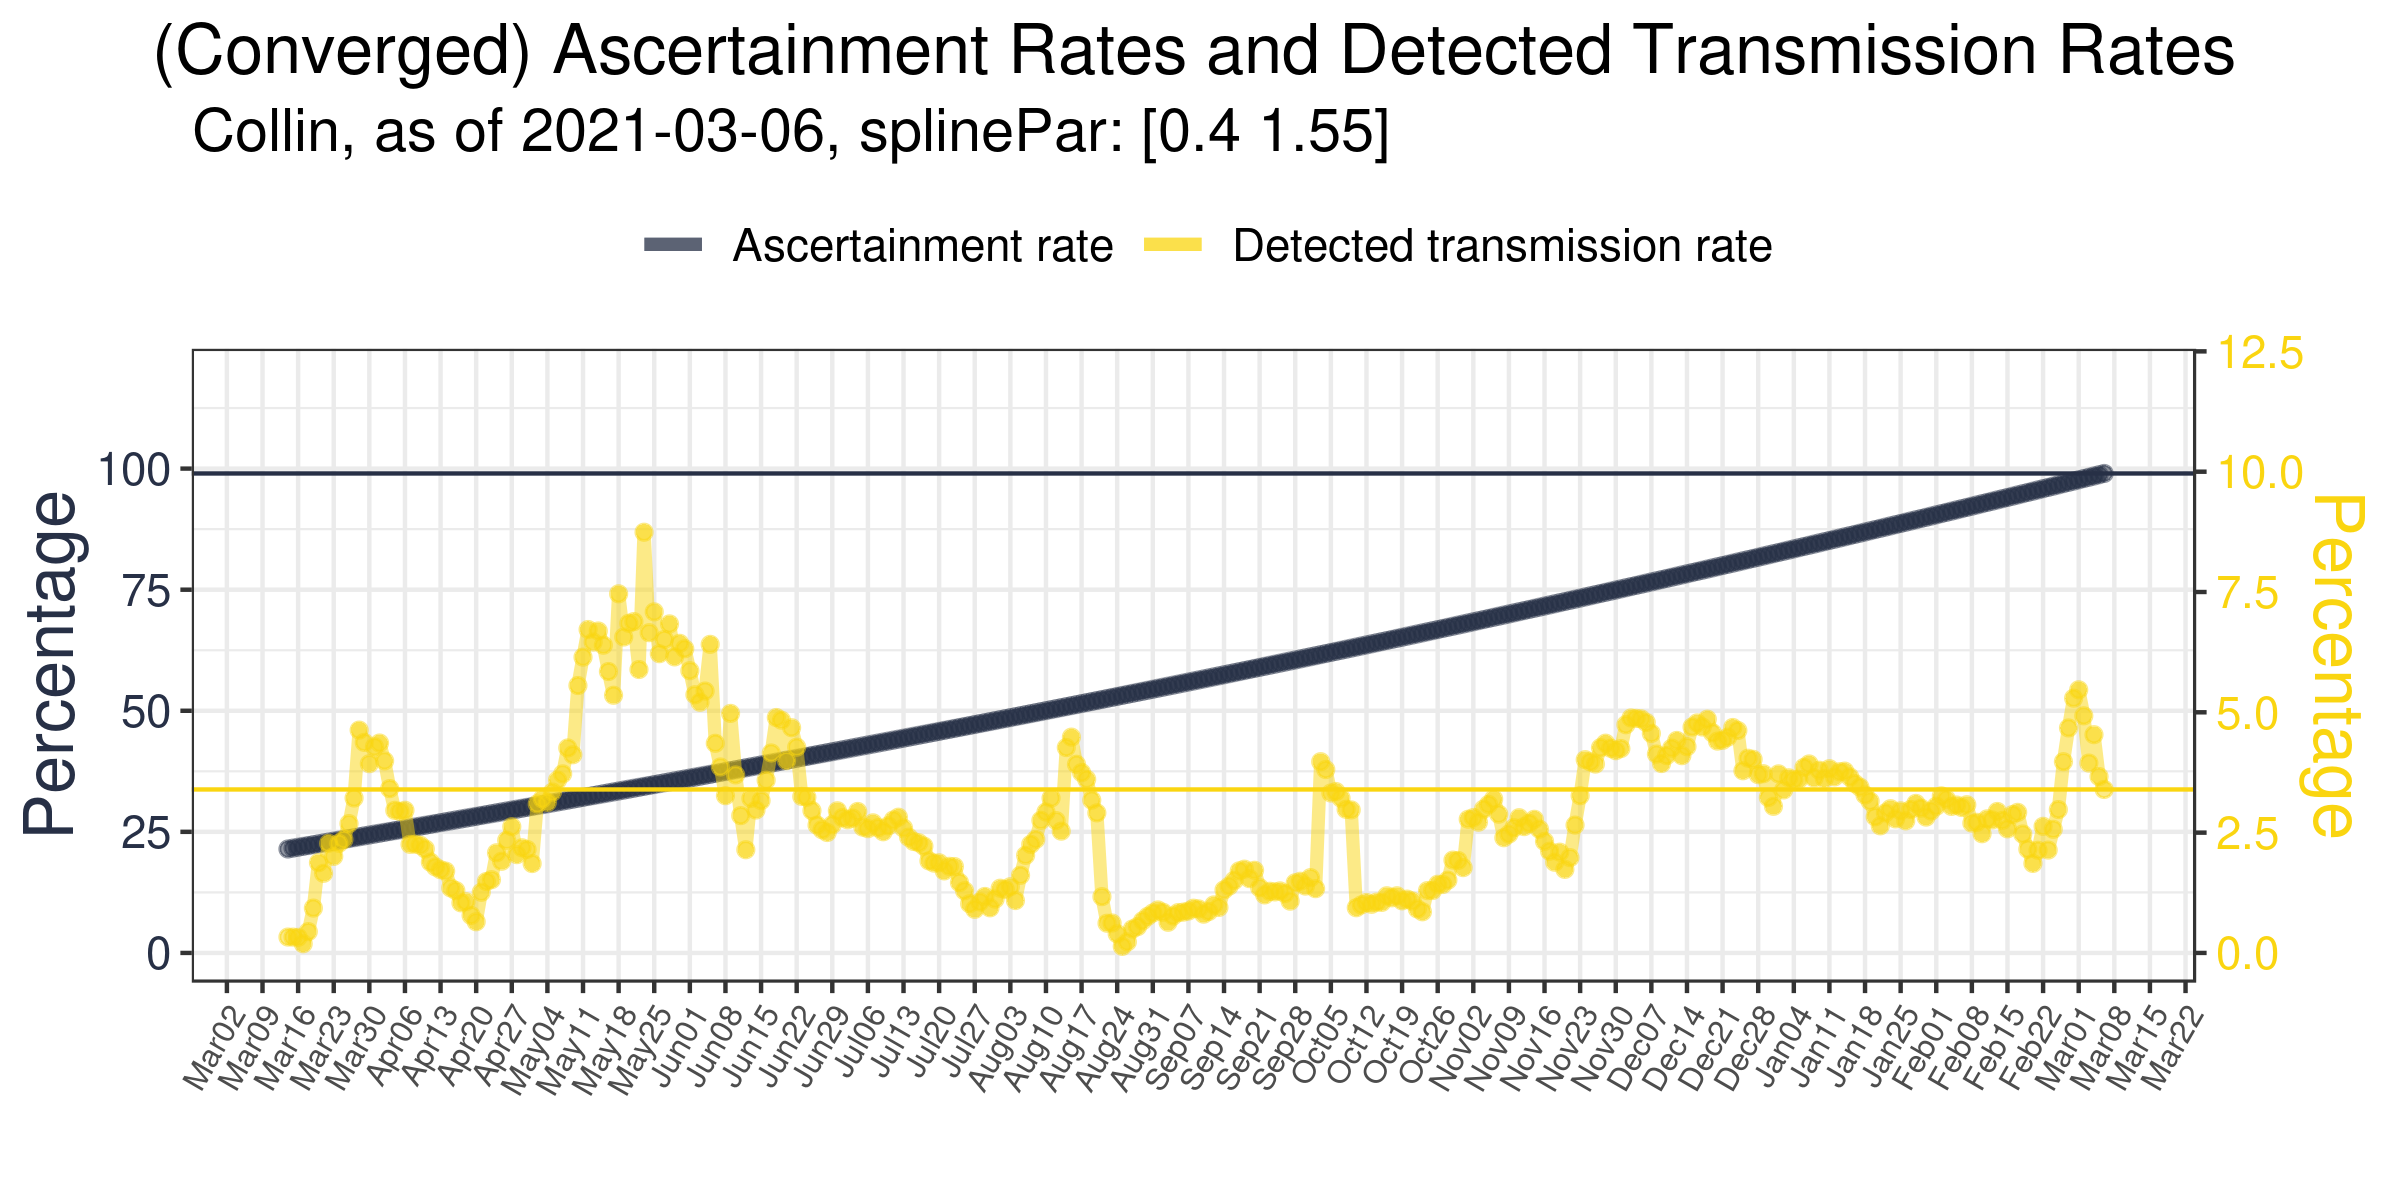 (Converged) Ascertainment Rates and Detected Transmission Rates
Collin, as of 2021-03-06, splinePar: [0.4 1.55]
Ascertainment rate Detected transmission rate
Percentage
100
75
50
25
0
12.5
10.0
7.5
5.0
2.5
0.0
Percentage
Mar02 Mar09 Mar16 Mar23 Mar30 Apr06 Apr13 Apr20 Apr27 May04 May11 May18 May25 Jun01 Jun08 Jun15 Jun22 Jun29 Jul06 Jul13 Jul20 Jul27 Aug03 Aug10 Aug17 Aug24 Aug31 Sep07 Sep14 Sep21 Sep28 Oct05 Oct12 Oct19 Oct26 Nov02 Nov09 Nov16 Nov23 Nov30 Dec07 Dec14 Dec21 Dec28 Jan04 Jan11 Jan18 Jan25 Feb01 Feb08 Feb15 Feb22 Mar01 Mar08 Mar15 Mar22